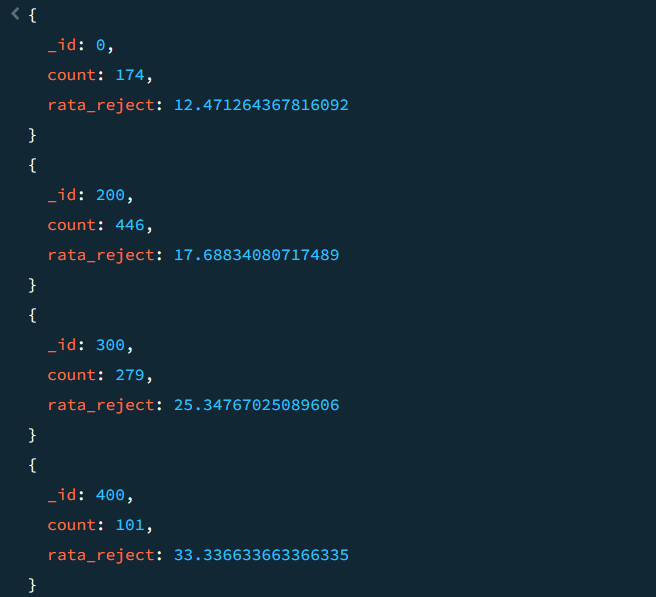 {
_id: 0,
count: 174,
rata_reject: 12.471264367816092
}
{
_id: 200,
count: 446,
rata_reject: 17.68834080717489
}
{
_id: 300,
count: 279,
rata_reject: 25.34767025089606
}
{
_id: 400,
count: 101,
rata_reject: 33.336633663366335
}